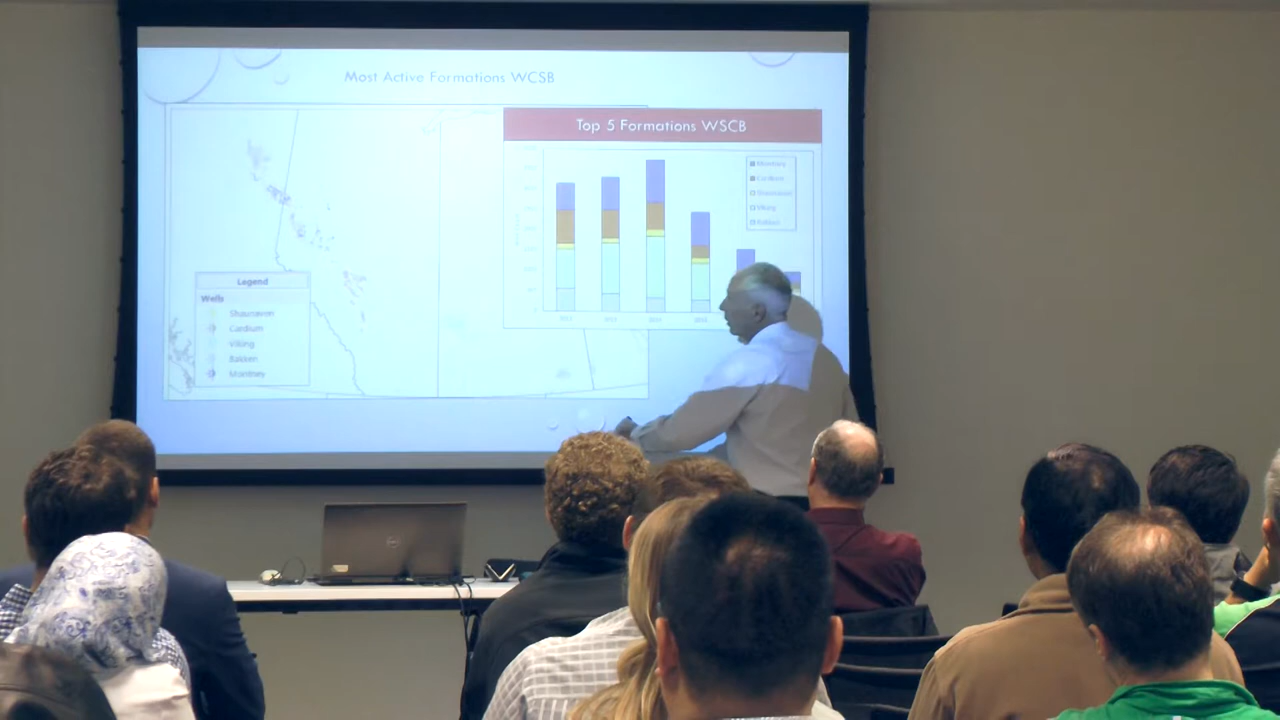 Most Active Formations WCSB
Top 5 Formations WSCB
Montney
Cardium
Shaunavon
Viking
Bakken
Legend
Wells
Shaunavon
Cardium
Viking
Bakken
Montney